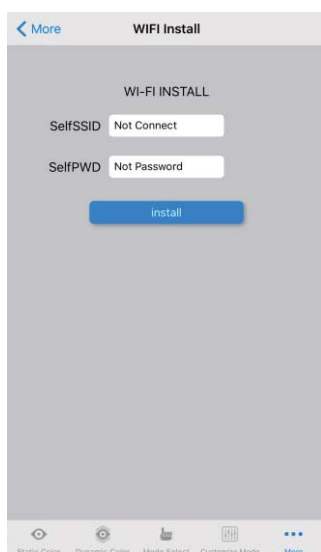 More
WIFI Install
WI-FI INSTALL
SelfSSID Not Connect
SelfPWD Not Password
install
Static Color Dynamic Color Mode Select Customize Mode More